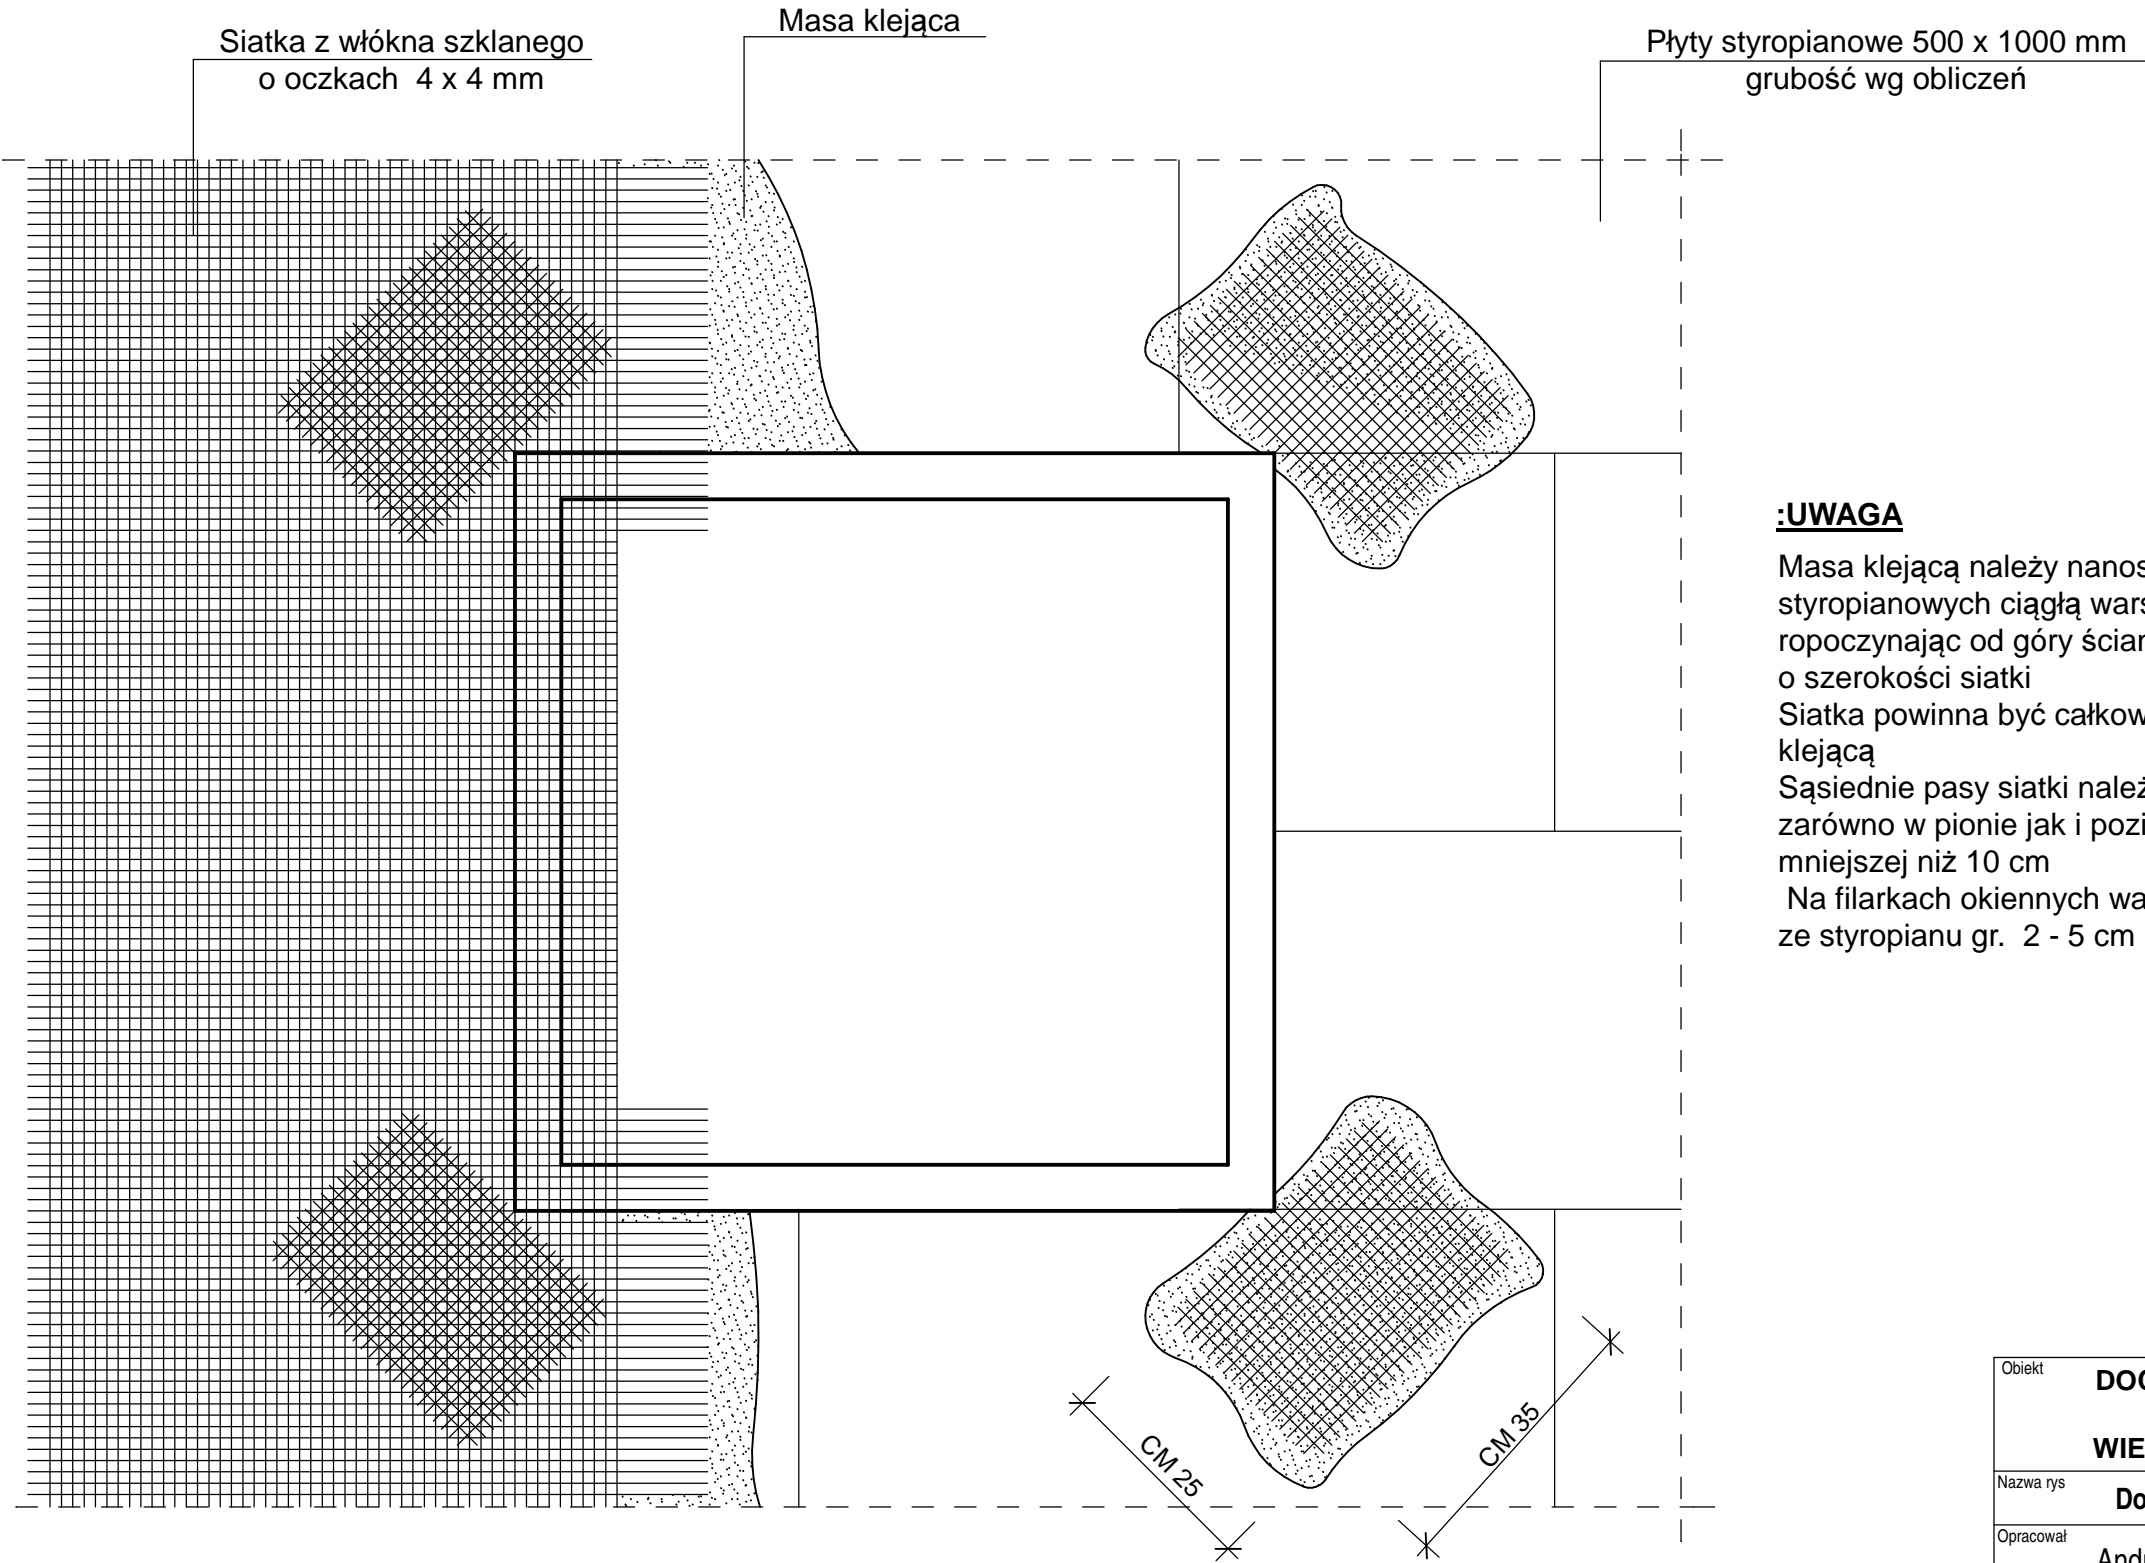 Siatka z włókna szklanego
o oczkach 4 x 4 mm
Masa klejąca
Płyty styropianowe 500 x 1000 mm
grubość wg obliczeń
:UWAGA
Masa klejącą należy nanos
styropianowych ciągłą wars
ropoczynając od góry ścian
o szerokości siatki
Siatka powinna być całkow
klejącą
Sąsiednie pasy siatki należ
zarówno w pionie jak i pozi
mniejszej niż 10 cm
Na filarkach okiennych wa
ze styropianu gr. 2 - 5 cm
CM 25
CM 35
Obiekt
DOC
WIE
Nazwa rys
Do
Opracował
And